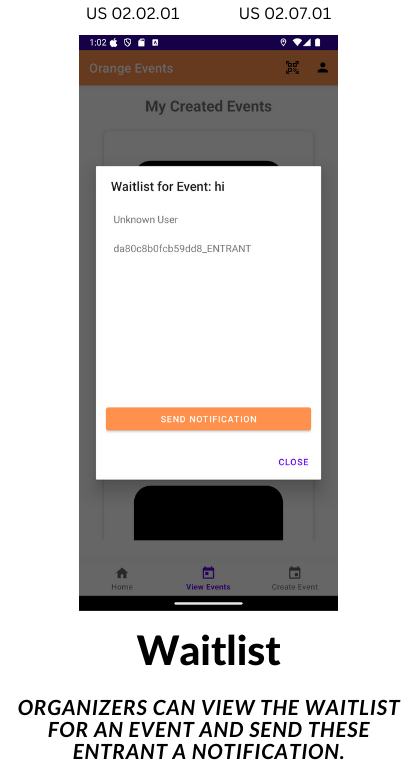 US 02.02.01 US 02.07.01
1:02
Orange Events
My Created Events
Waitlist for Event: hi
Unknown User
da80c8b0fcb59dd8_ENTRANT
SEND NOTIFICATION
CLOSE
Home View Events Create Event
Waitlist
ORGANIZERS CAN VIEW THE WAITLIST
FOR AN EVENT AND SEND THESE
ENTRANT A NOTIFICATION.